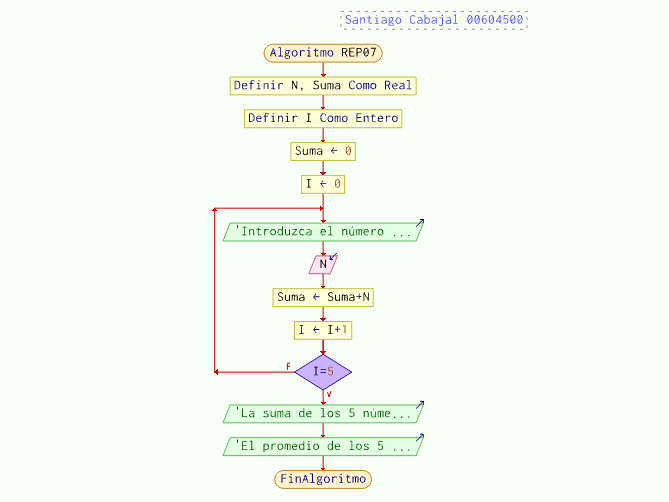 Santiago Cabajal 00604500
Algoritmo REP07
Definir N, Suma Como Real
Definir I Como Entero
Suma ← 0
I ← 0
'Introduzca el número ...
N
Suma ← Suma+N
I ← I+1
F
I=5
V
'La suma de los 5 núme...
'El promedio de los 5 ...
FinAlgoritmo